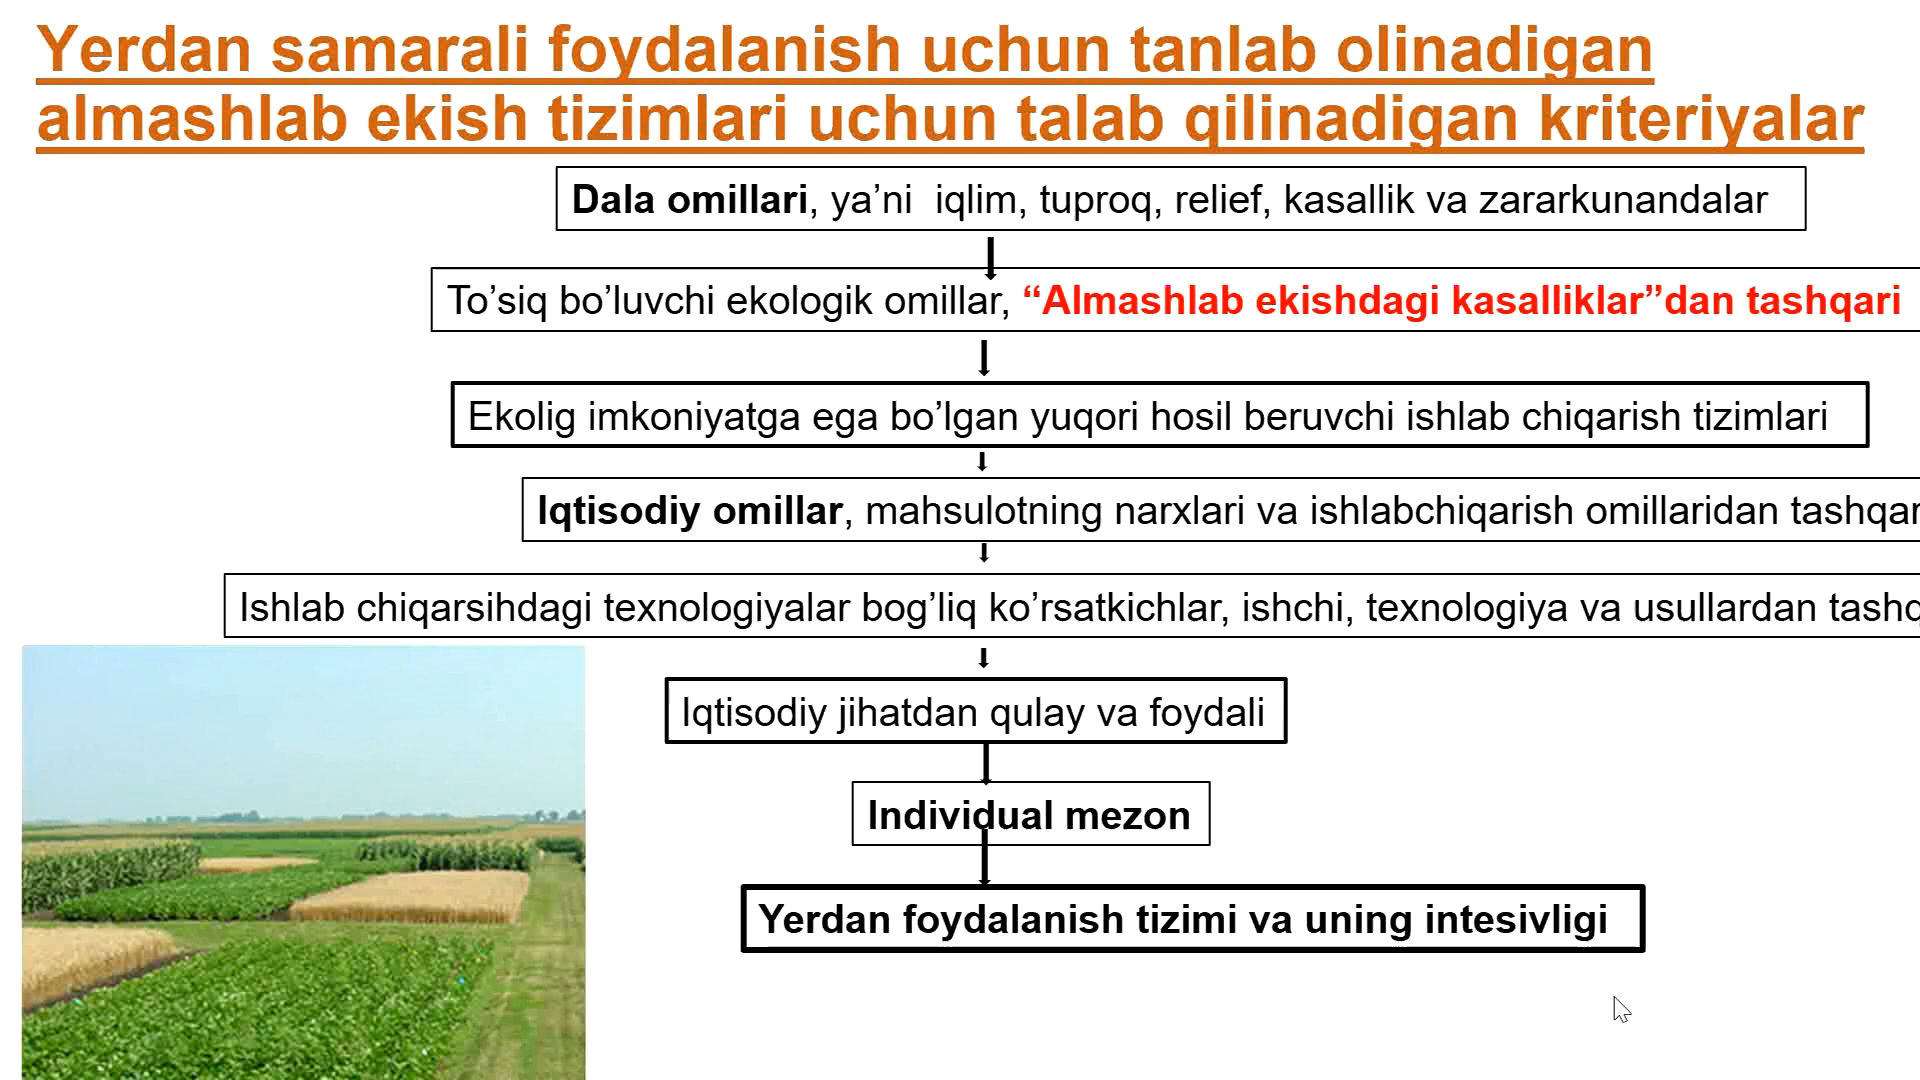 Yerdan samarali foydalanish uchun tanlab olinadigan
almashlab ekish tizimlari uchun talab qilinadigan kriteriyalar
Dala omillari, ya’ni iqlim, tuproq, relief, kasallik va zararkunandalar
To’siq bo’luvchi ekologik omillar, “Almashlab ekishdagi kasalliklar”dan tashqari
Ekolig imkoniyatga ega bo’lgan yuqori hosil beruvchi ishlab chiqarish tizimlari
Iqtisodiy omillar, mahsulotning narxlari va ishlabchiqarish omillaridan
Ishlab chiqarsihdagi texnologiyalar bog’liq ko’rsatkichlar, ishchi, texnologiya va usullardan
Iqtisodiy jihatdan qulay va foydali
Individual mezon
Yerdan foydalanish tizimi va uning intesivligi